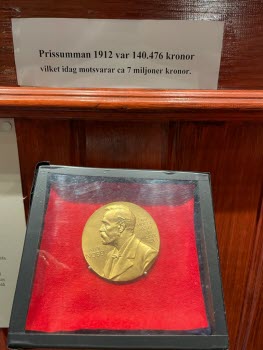 Prissumman 1912 var 140.476 kronor
vilket idag motsvarar ca 7 miljoner kronor.